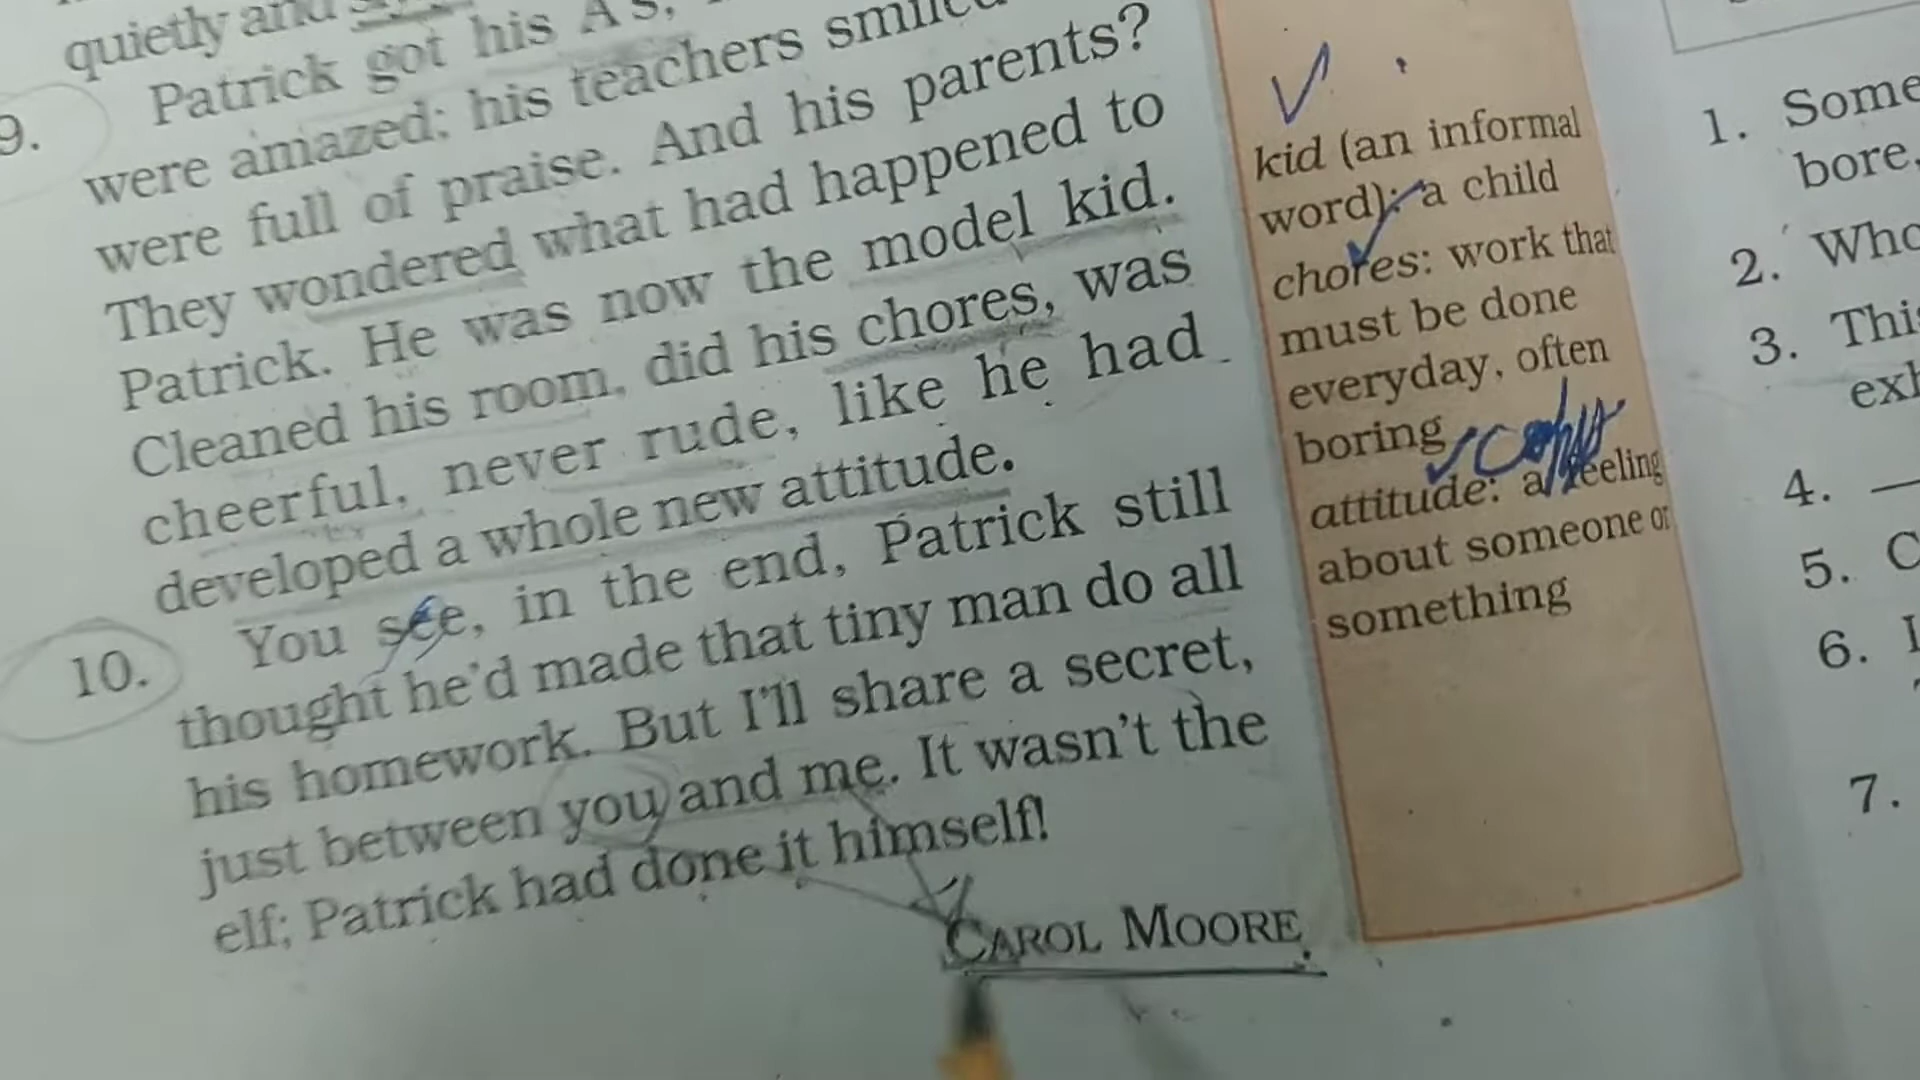 quietly and
9. Patrick got his A's,
were amazed; his teachers smiled
were full of praise. And his parents?
They wondered what had happened to
Patrick. He was now the model kid.
Cleaned his room, did his chores, was
cheerful, never rude, like he had
developed a whole new attitude.
10. You see, in the end, Patrick still
thought he'd made that tiny man do all
his homework. But I'll share a secret,
just between you and me. It wasn't the
elf; Patrick had done it himself!
CAROL MOORE
kid (an informal
word): a child
chores: work that
must be done
everyday, often
boring
attitude: a feeling
about someone or
something
1. Some
bore,
2. Who
3. This
exh
4.
5. C
6. I
7.